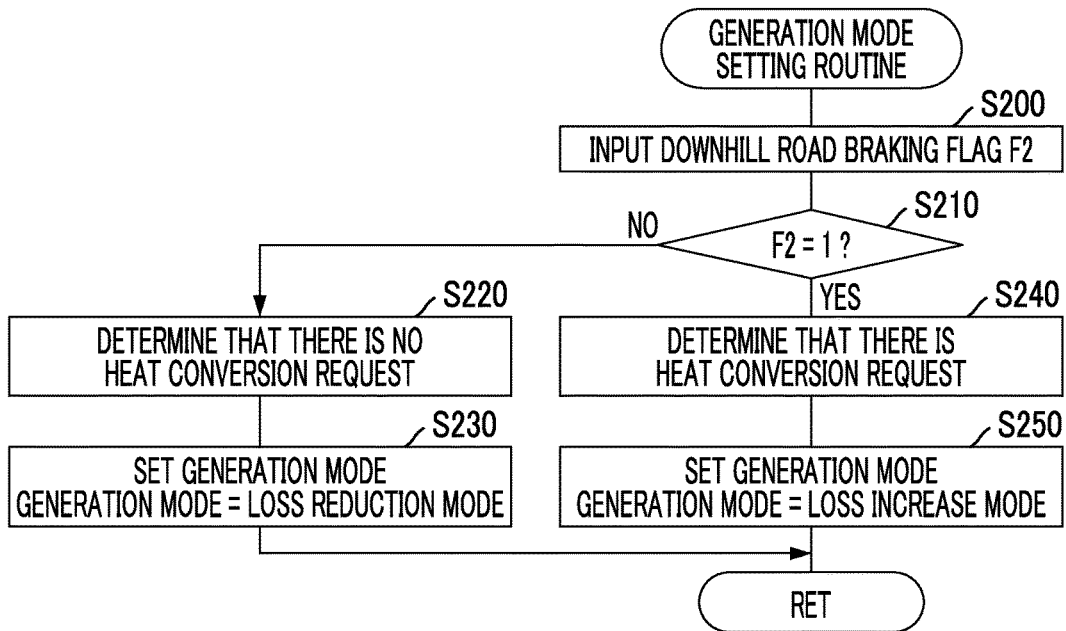 GENERATION MODE
SETTING ROUTINE
S200
INPUT DOWNHILL ROAD BRAKING FLAG F2
S210
F2 = 1 ?
NO
YES
S220
DETERMINE THAT THERE IS NO
HEAT CONVERSION REQUEST
S240
DETERMINE THAT THERE IS
HEAT CONVERSION REQUEST
S230
SET GENERATION MODE
GENERATION MODE = LOSS REDUCTION MODE
S250
SET GENERATION MODE
GENERATION MODE = LOSS INCREASE MODE
RET